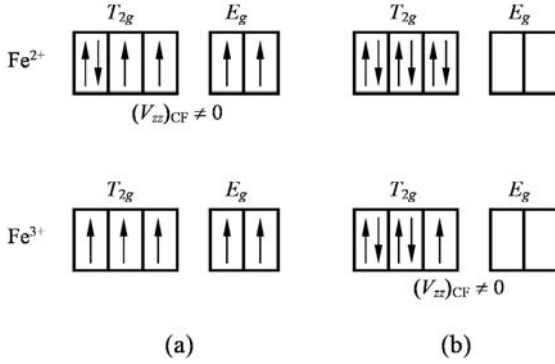 T2g Eg T2g Eg
Fe2+
(Vzz)CF ≠ 0
T2g Eg T2g Eg
Fe3+
(Vzz)CF ≠ 0
(a) (b)